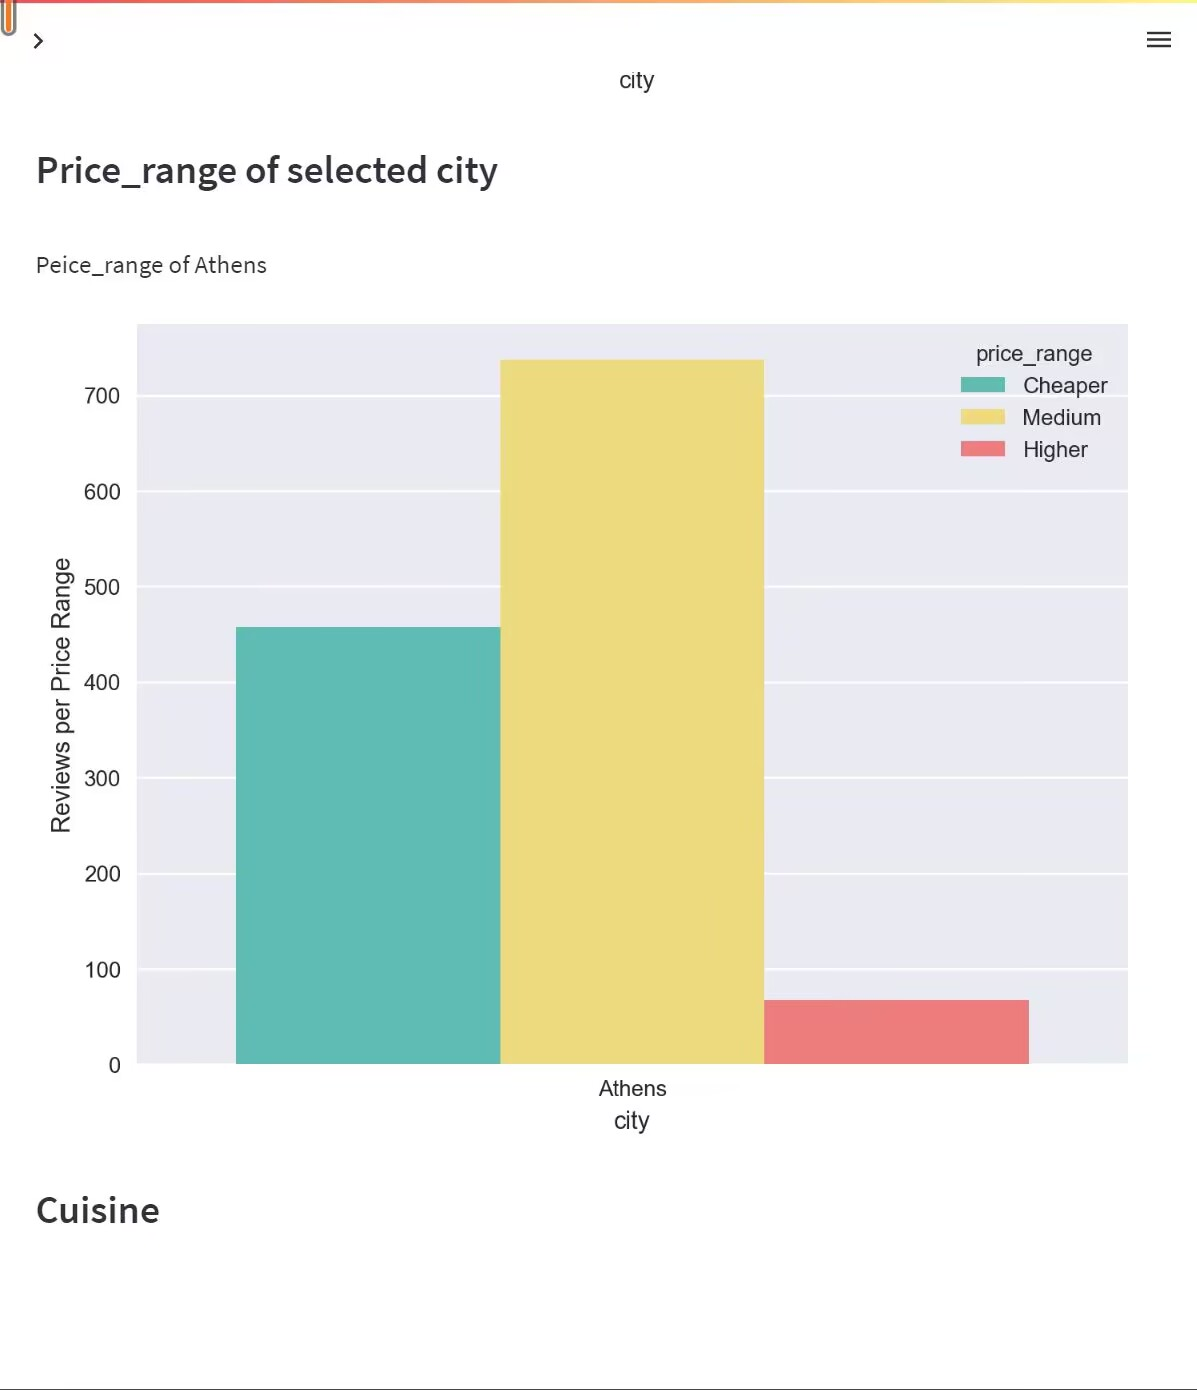 city
Price_range of selected city
Peice_range of Athens
price_range
Cheaper
Medium
Higher
700
600
500
400
300
200
100
0
Reviews per Price Range
Athens
city
Cuisine